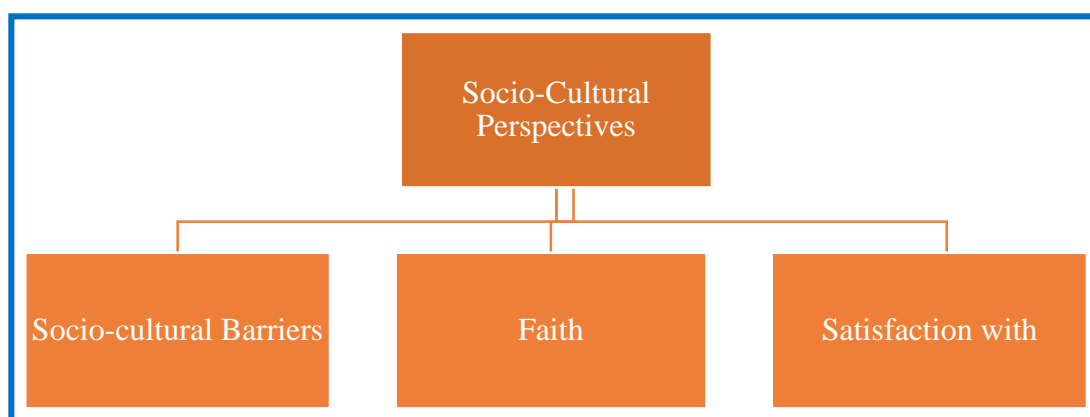 Socio-Cultural
Perspectives
Socio-cultural Barriers
Faith
Satisfaction with